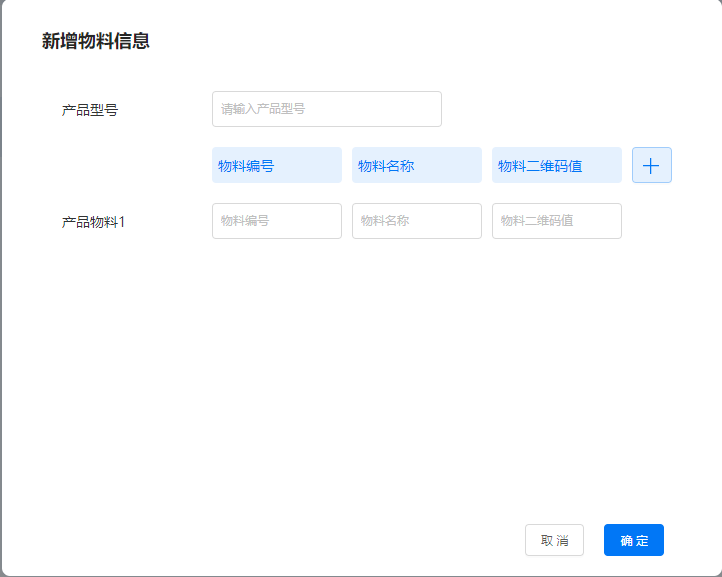 新增物料信息
产品型号 请输入产品型号
物料编号 物料名称 物料二维码值
产品物料1 物料编号 物料名称 物料二维码值
取消 确定